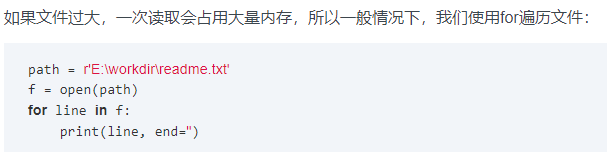 如果文件过大，一次读取会占用大量内存，所以一般情况下，我们使用for遍历文件：
path = r'E:\workdir\readme.txt'
f = open(path)
for line in f:
    print(line, end='')